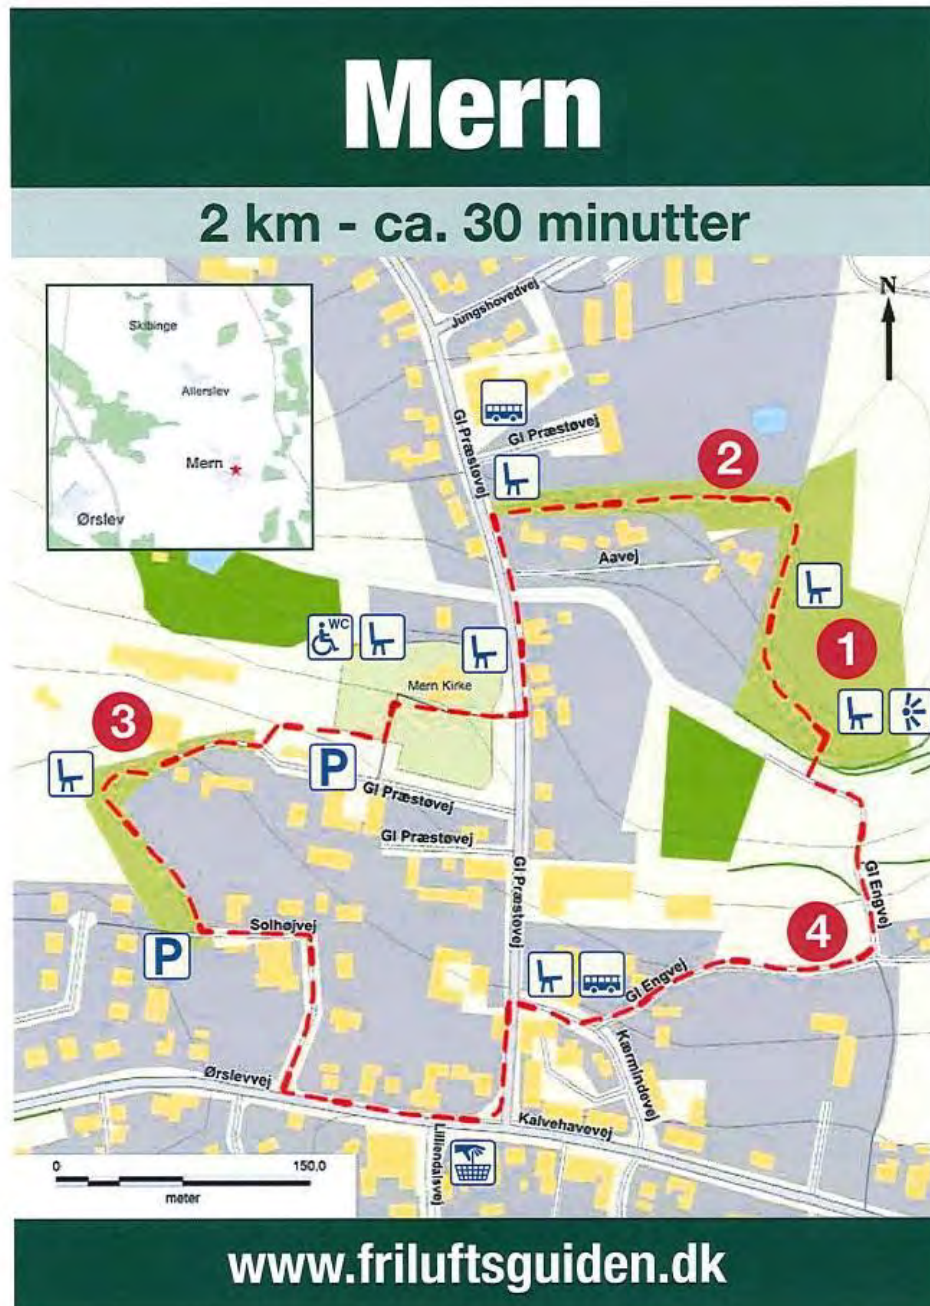 Mern
2 km - ca. 30 minutter
Skibinge
Allerslev
Mern
Ørslev
N
Jungshovedvej
Gl Præstøvej
Gl Præstøvej
2
Aavej
1
WC
Mern Kirke
3
P
Gl Præstøvej
Gl Præstøvej
Gl Præstøvej
Gl Engvej
4
Solhøjvej
P
Gl Engvej
Kærmindevej
Ørslevvej
Kalvehavevej
Lilliendalsvej
0 150,0
meter
www.friluftsguiden.dk